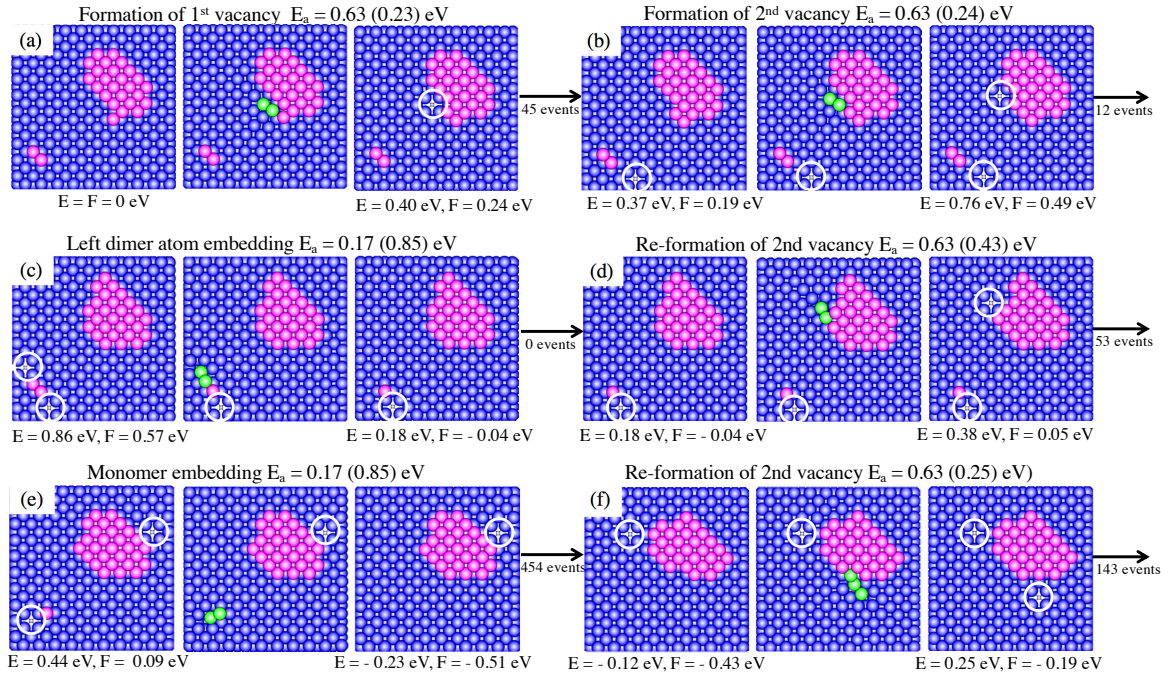 Formation of 1st vacancy E_a = 0.63 (0.23) eV
(a)
E = F = 0 eV
E = 0.40 eV, F = 0.24 eV
45 events
Formation of 2nd vacancy E_a = 0.63 (0.24) eV
(b)
E = 0.37 eV, F = 0.19 eV
E = 0.76 eV, F = 0.49 eV
12 events
Left dimer atom embedding E_a = 0.17 (0.85) eV
(c)
E = 0.86 eV, F = 0.57 eV
E = 0.18 eV, F = - 0.04 eV
0 events
Re-formation of 2nd vacancy E_a = 0.63 (0.43) eV
(d)
E = 0.18 eV, F = - 0.04 eV
E = 0.38 eV, F = 0.05 eV
53 events
Monomer embedding E_a = 0.17 (0.85) eV
(e)
E = 0.44 eV, F = 0.09 eV
E = - 0.23 eV, F = - 0.51 eV
454 events
Re-formation of 2nd vacancy E_a = 0.63 (0.25) eV)
(f)
E = - 0.12 eV, F = - 0.43 eV
E = 0.25 eV, F = - 0.19 eV
143 events